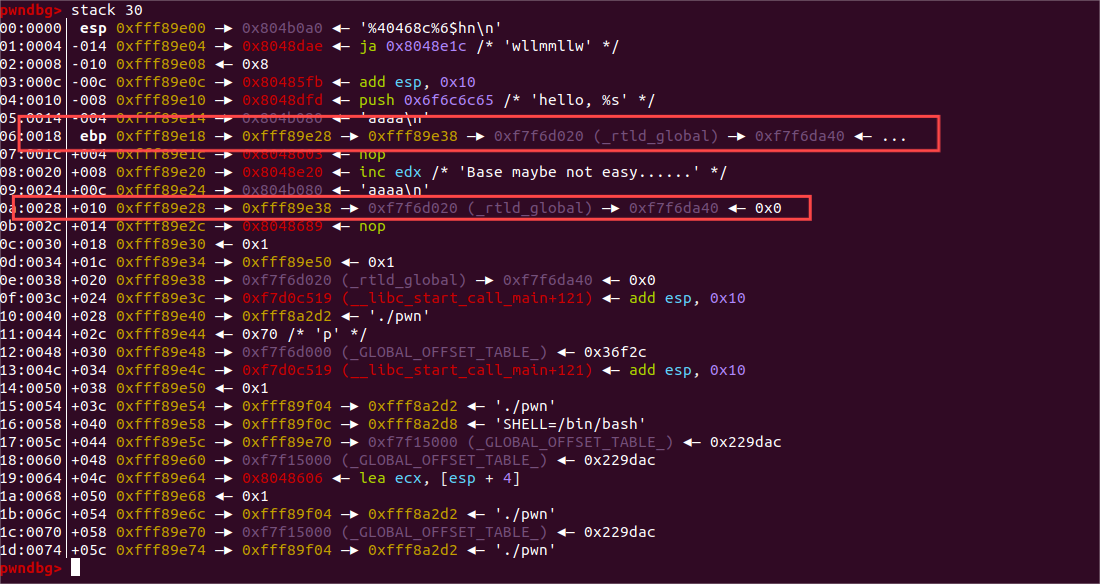 pwndbg> stack 30
00:0000│ esp 0xfff89e00 —▸ 0x804b0a0 ◂— '%40468c%6$hn\n'
01:0004│-014 0xfff89e04 —▸ 0x8048dae ◂— ja 0x8048e1c /* 'wllmmllw' */
02:0008│-010 0xfff89e08 ◂— 0x8
03:000c│-00c 0xfff89e0c —▸ 0x80485fb ◂— add esp, 0x10
04:0010│-008 0xfff89e10 —▸ 0x8048dfd ◂— push 0x6f6c6c65 /* 'hello, %s' */
05:0014│-004 0xfff89e14 —▸ 0x804b080 ◂— 'aaaa\n'
06:0018│ ebp 0xfff89e18 —▸ 0xfff89e28 —▸ 0xfff89e38 —▸ 0xf7f6d020 (_rtld_global) —▸ 0xf7f6da40 ◂— ...
07:001c│+004 0xfff89e1c —▸ 0x8048603 ◂— nop
08:0020│+008 0xfff89e20 —▸ 0x8048e20 ◂— inc edx /* 'Base maybe not easy......' */
09:0024│+00c 0xfff89e24 —▸ 0x804b080 ◂— 'aaaa\n'
0a:0028│+010 0xfff89e28 —▸ 0xfff89e38 —▸ 0xf7f6d020 (_rtld_global) —▸ 0xf7f6da40 ◂— 0x0
0b:002c│+014 0xfff89e2c —▸ 0x8048689 ◂— nop
0c:0030│+018 0xfff89e30 ◂— 0x1
0d:0034│+01c 0xfff89e34 —▸ 0xfff89e50 ◂— 0x1
0e:0038│+020 0xfff89e38 —▸ 0xf7f6d020 (_rtld_global) —▸ 0xf7f6da40 ◂— 0x0
0f:003c│+024 0xfff89e3c —▸ 0xf7d0c519 (__libc_start_call_main+121) ◂— add esp, 0x10
10:0040│+028 0xfff89e40 —▸ 0xfff8a2d2 ◂— './pwn'
11:0044│+02c 0xfff89e44 ◂— 0x70 /* 'p' */
12:0048│+030 0xfff89e48 —▸ 0xf7f6d000 (_GLOBAL_OFFSET_TABLE_) ◂— 0x36f2c
13:004c│+034 0xfff89e4c —▸ 0xf7d0c519 (__libc_start_call_main+121) ◂— add esp, 0x10
14:0050│+038 0xfff89e50 ◂— 0x1
15:0054│+03c 0xfff89e54 —▸ 0xfff89f04 —▸ 0xfff8a2d2 ◂— './pwn'
16:0058│+040 0xfff89e58 —▸ 0xfff89f0c —▸ 0xfff8a2d8 ◂— 'SHELL=/bin/bash'
17:005c│+044 0xfff89e5c —▸ 0xfff89e70 —▸ 0xf7f15000 (_GLOBAL_OFFSET_TABLE_) ◂— 0x229dac
18:0060│+048 0xfff89e60 —▸ 0xf7f15000 (_GLOBAL_OFFSET_TABLE_) ◂— 0x229dac
19:0064│+04c 0xfff89e64 —▸ 0x8048606 ◂— lea ecx, [esp + 4]
1a:0068│+050 0xfff89e68 ◂— 0x1
1b:006c│+054 0xfff89e6c —▸ 0xfff89f04 —▸ 0xfff8a2d2 ◂— './pwn'
1c:0070│+058 0xfff89e70 —▸ 0xf7f15000 (_GLOBAL_OFFSET_TABLE_) ◂— 0x229dac
1d:0074│+05c 0xfff89e74 —▸ 0xfff89f04 —▸ 0xfff8a2d2 ◂— './pwn'
pwndbg>